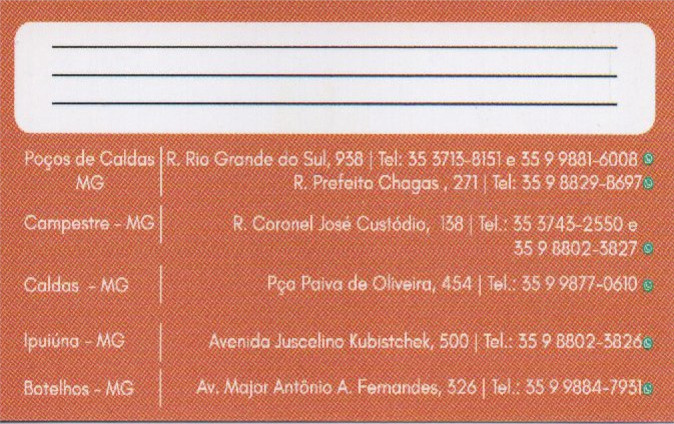 Poços de Caldas | R. Rio Grande do Sul, 938 | Tel: 35 3713-8151 e 35 9 9881-6008
MG | R. Prefeito Chagas , 271 | Tel: 35 9 8829-8697
Campestre - MG | R. Coronel José Custódio, 138 | Tel.: 35 3743-2550 e
35 9 8802-3827
Caldas - MG | Pça Paiva de Oliveira, 454 | Tel.: 35 9 9877-0610
Ipuiúna - MG | Avenida Juscelino Kubistchek, 500 | Tel.: 35 9 8802-3826
Botelhos - MG | Av. Major Antônio A. Fernandes, 326 | Tel.: 35 9 9884-7931